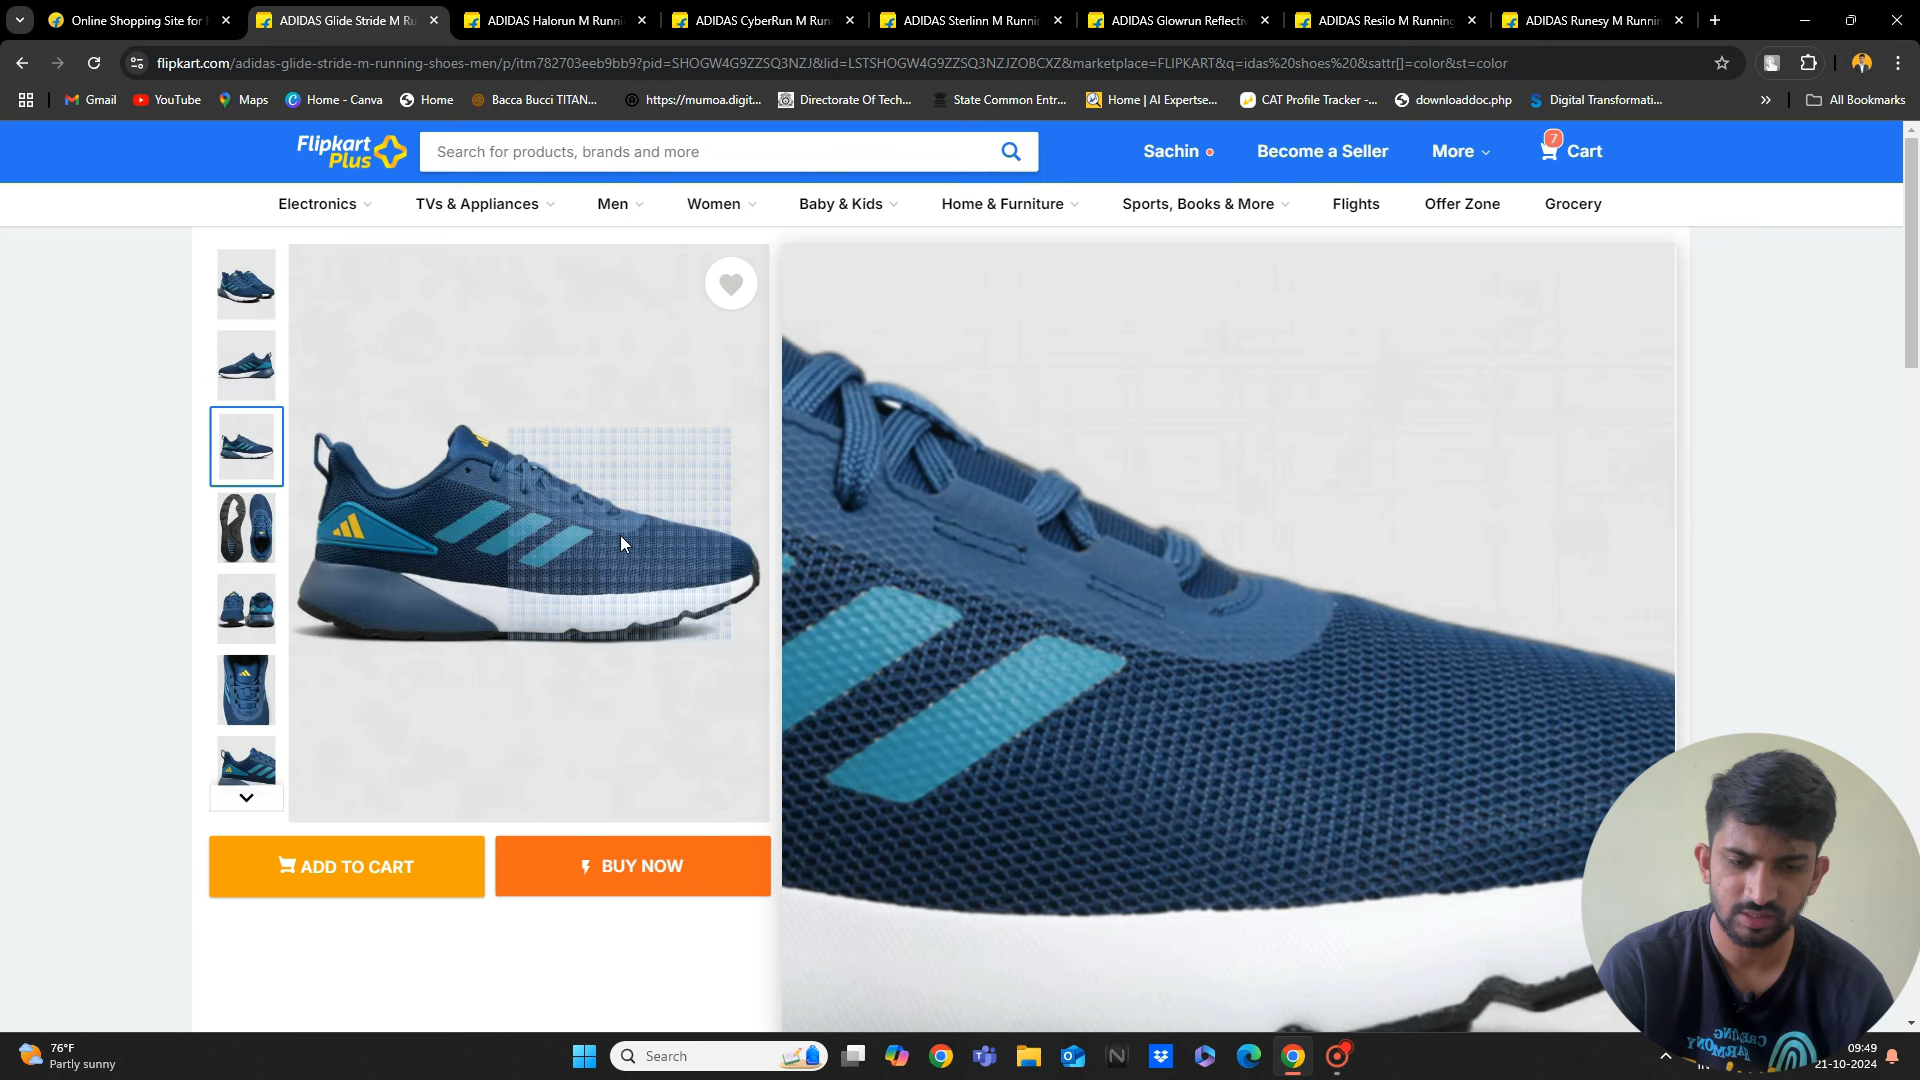 Online Shopping Site for
ADIDAS Glide Stride M Ru
ADIDAS Halorun M Runni
ADIDAS CyberRun M Run
ADIDAS Sterlinn M Runnin
ADIDAS Glowrun Reflectiv
ADIDAS Resilo M Running
ADIDAS Runesy M Runnin
flipkart.com/adidas-glide-stride-m-running-shoes-men/p/itm782703eeb9bb9?pid=SHOGW4G9ZZSQ3NZJ&lid=LSTSHOGW4G9ZZSQ3NZJZOBCXZ&marketplace=FLIPKART&q=idas%20shoes%20&sattr[]=color&st=color
Gmail
YouTube
Maps
Home - Canva
Home
Bacca Bucci TITAN...
https://mumoa.digit...
Directorate Of Tech...
State Common Entr...
Home | AI Expertse...
CAT Profile Tracker -...
downloaddoc.php
Digital Transformati...
All Bookmarks
Flipkart
Plus
Search for products, brands and more
Sachin
Become a Seller
More
7
Cart
Electronics
TVs & Appliances
Men
Women
Baby & Kids
Home & Furniture
Sports, Books & More
Flights
Offer Zone
Grocery
ADD TO CART
BUY NOW
76°F
Partly sunny
Search
09:49
21-10-2024